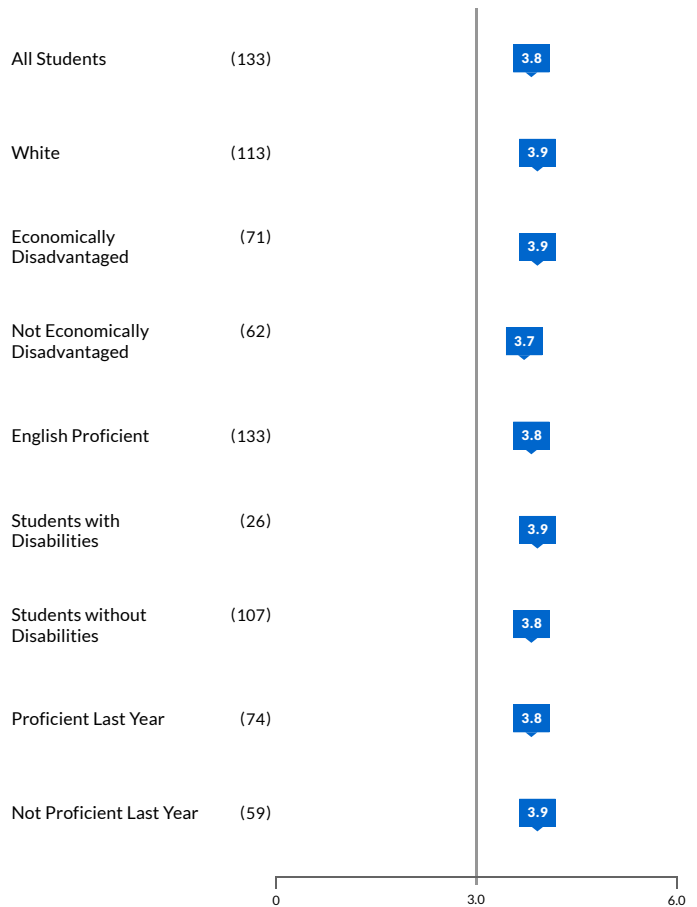 All Students (133) 3.8
White (113) 3.9
Economically (71) 3.9
Disadvantaged
Not Economically (62) 3.7
Disadvantaged
English Proficient (133) 3.8
Students with (26) 3.9
Disabilities
Students without (107) 3.8
Disabilities
Proficient Last Year (74) 3.8
Not Proficient Last Year (59) 3.9
0 3.0 6.0